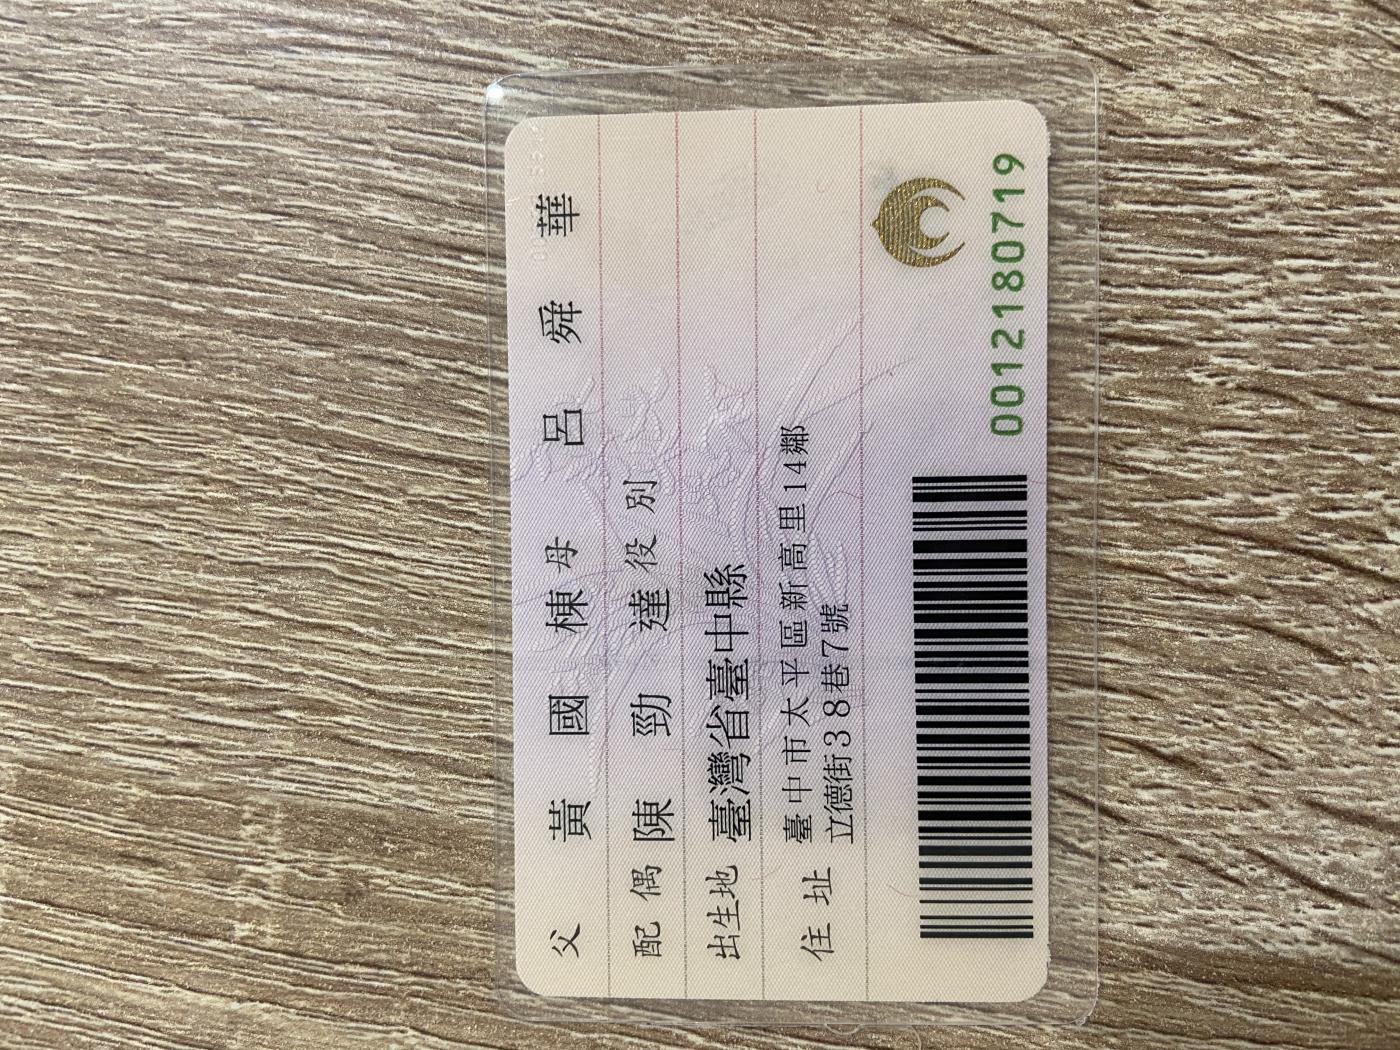 父 黃國棟 母 呂舜華
配偶 陳勁達 役別
出生地 臺灣省臺中縣
住址 臺中市太平區新高里14鄰
立德街38巷7號
0012180719